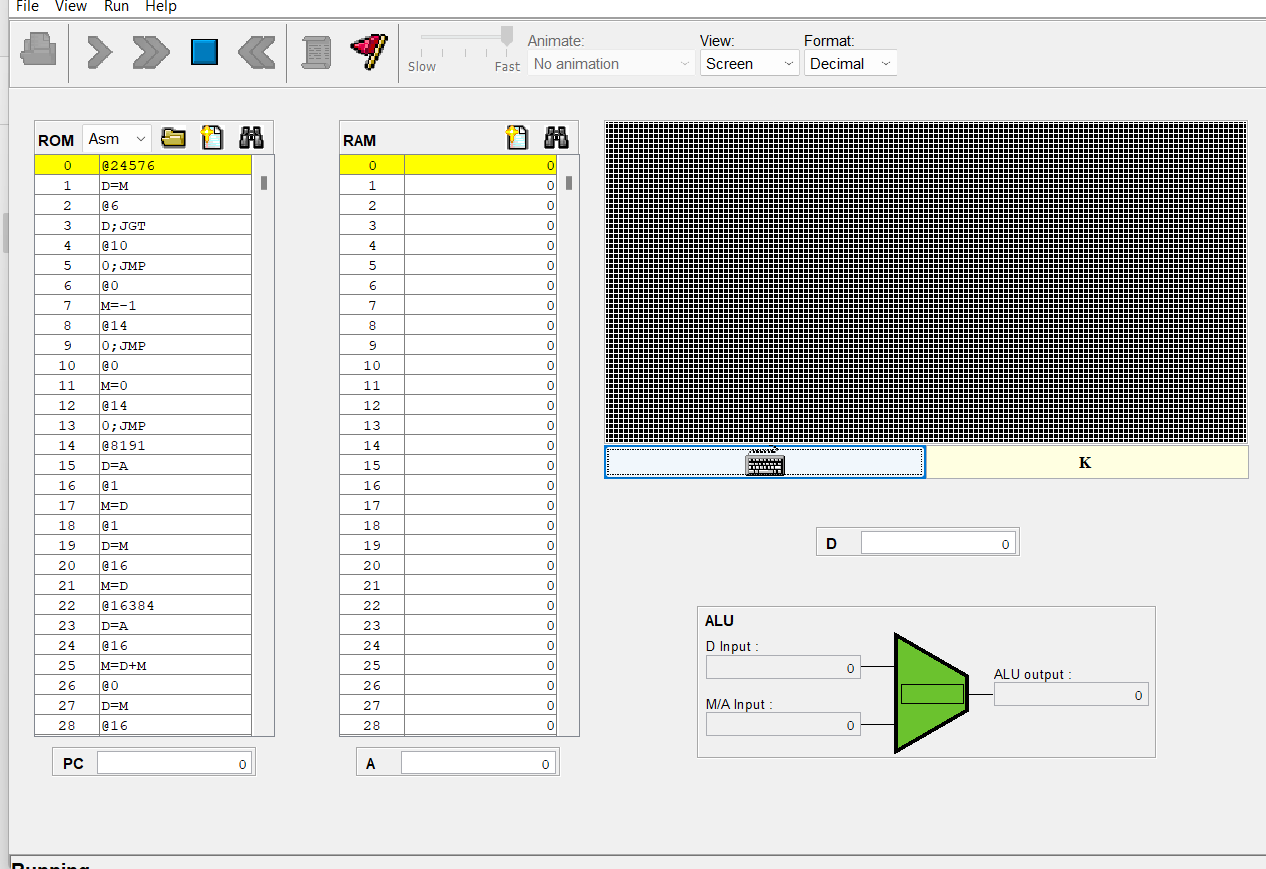 File View Run Help
Animate: View: Format:
Slow Fast No animation Screen Decimal
ROM Asm
0 @24576
1 D=M
2 @6
3 D;JGT
4 @10
5 0;JMP
6 @0
7 M=-1
8 @14
9 0;JMP
10 @0
11 M=0
12 @14
13 0;JMP
14 @8191
15 D=A
16 @1
17 M=D
18 @1
19 D=M
20 @16
21 M=D
22 @16384
23 D=A
24 @16
25 M=D+M
26 @0
27 D=M
28 @16
PC 0
RAM
0 0
1 0
2 0
3 0
4 0
5 0
6 0
7 0
8 0
9 0
10 0
11 0
12 0
13 0
14 0
15 0
16 0
17 0
18 0
19 0
20 0
21 0
22 0
23 0
24 0
25 0
26 0
27 0
28 0
A 0
K
D 0
ALU
D Input :
0
M/A Input :
0
ALU output :
0
Running